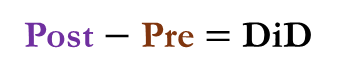 Post − Pre = DiD